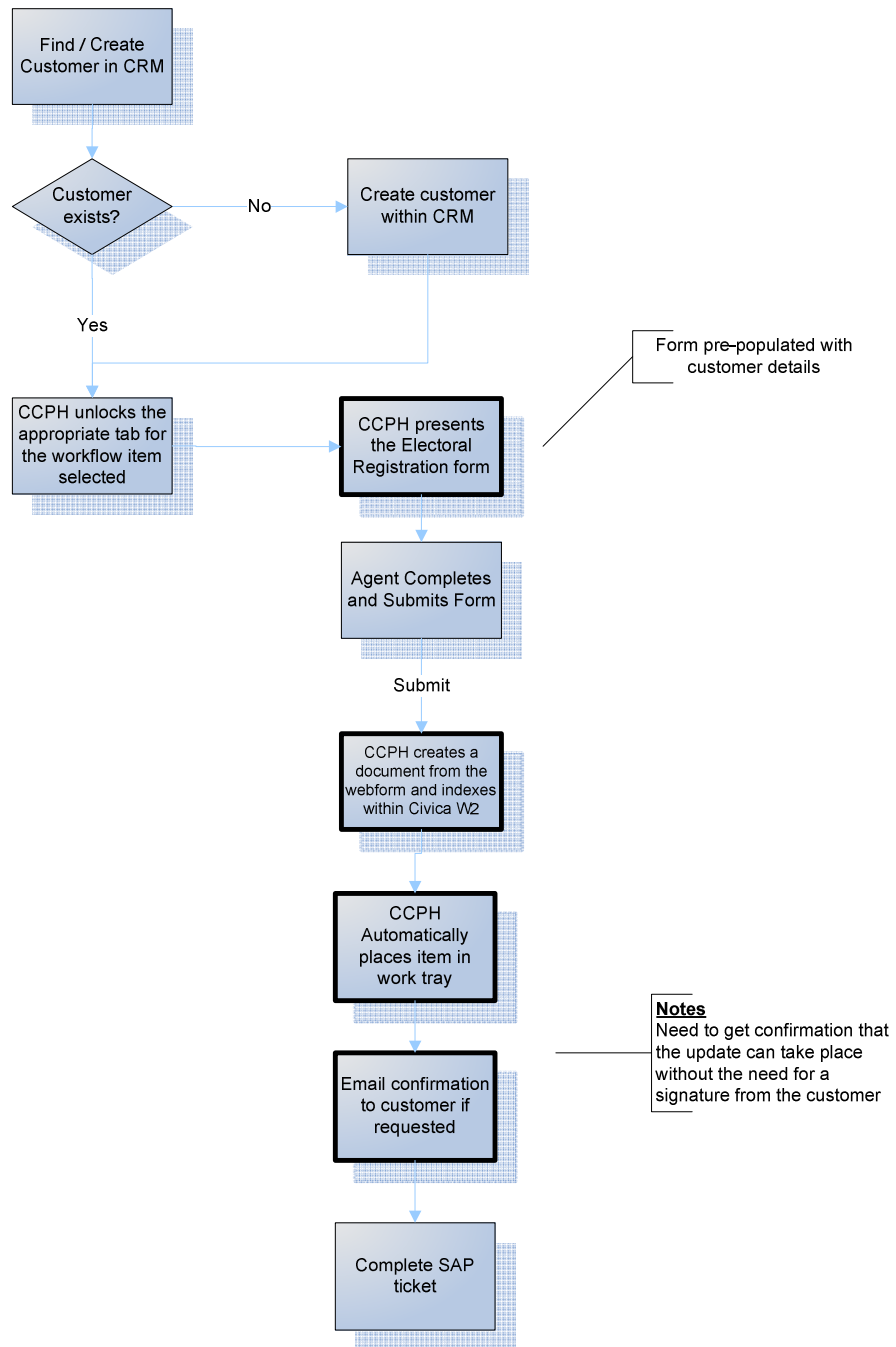 Find / Create
Customer in CRM
Customer
exists?
No
Create customer
within CRM
Yes
Form pre-populated with
customer details
CCPH unlocks the
appropriate tab for
the workflow item
selected
CCPH presents
the Electoral
Registration form
Agent Completes
and Submits Form
Submit
CCPH creates a
document from the
webform and indexes
within Civica W2
CCPH
Automatically
places item in
work tray
Notes
Need to get confirmation that
the update can take place
without the need for a
signature from the customer
Email confirmation
to customer if
requested
Complete SAP
ticket